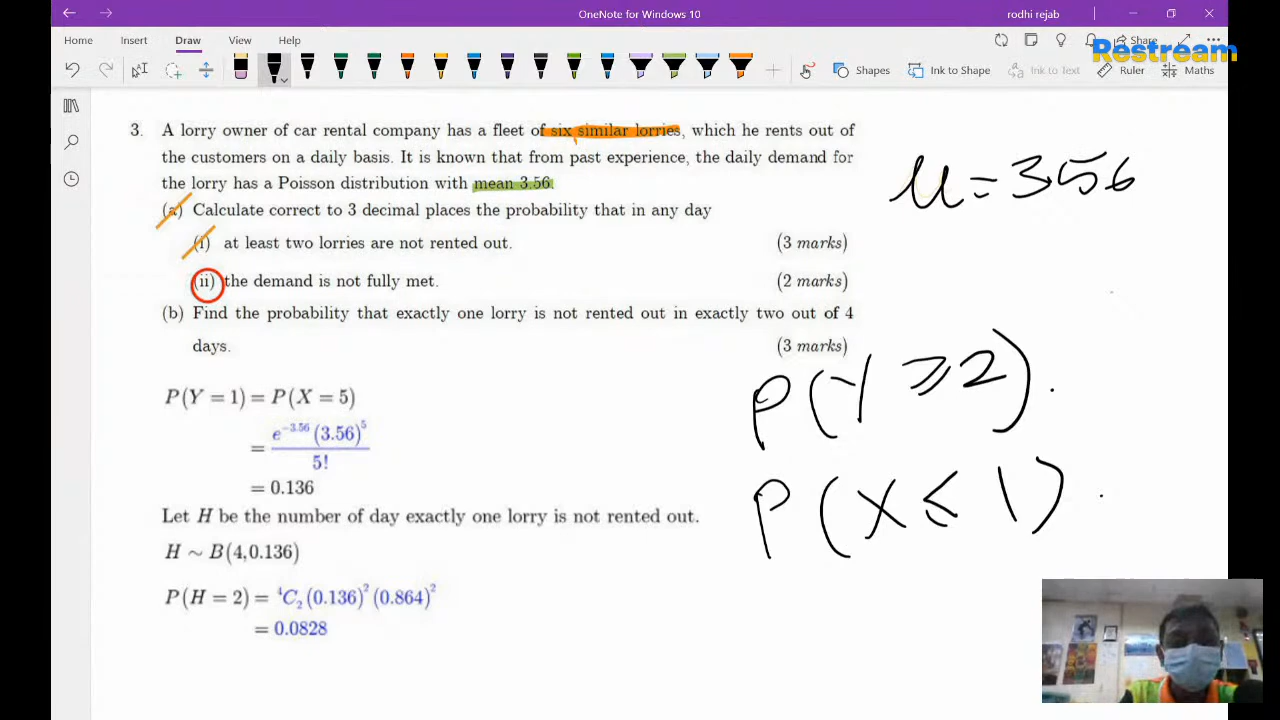 OneNote for Windows 10
rodhi rejab
Home Insert Draw View Help
Share
Restream
Shapes Ink to Shape Ink to Text Ruler Maths
3. A lorry owner of car rental company has a fleet of six similar lorries, which he rents out of
the customers on a daily basis. It is known that from past experience, the daily demand for
the lorry has a Poisson distribution with mean 3.56
(a) Calculate correct to 3 decimal places the probability that in any day
(i) at least two lorries are not rented out. (3 marks)
(ii) the demand is not fully met. (2 marks)
(b) Find the probability that exactly one lorry is not rented out in exactly two out of 4
days. (3 marks)
P(Y = 1) = P(X = 5)
= e^{-3.56} (3.56)^5 / 5!
= 0.136
Let H be the number of day exactly one lorry is not rented out.
H ~ B(4,0.136)
P(H = 2) = ⁴C₂ (0.136)² (0.864)²
= 0.0828
μ = 3.56
P(Y ≥ 2).
P(X ≤ 1).